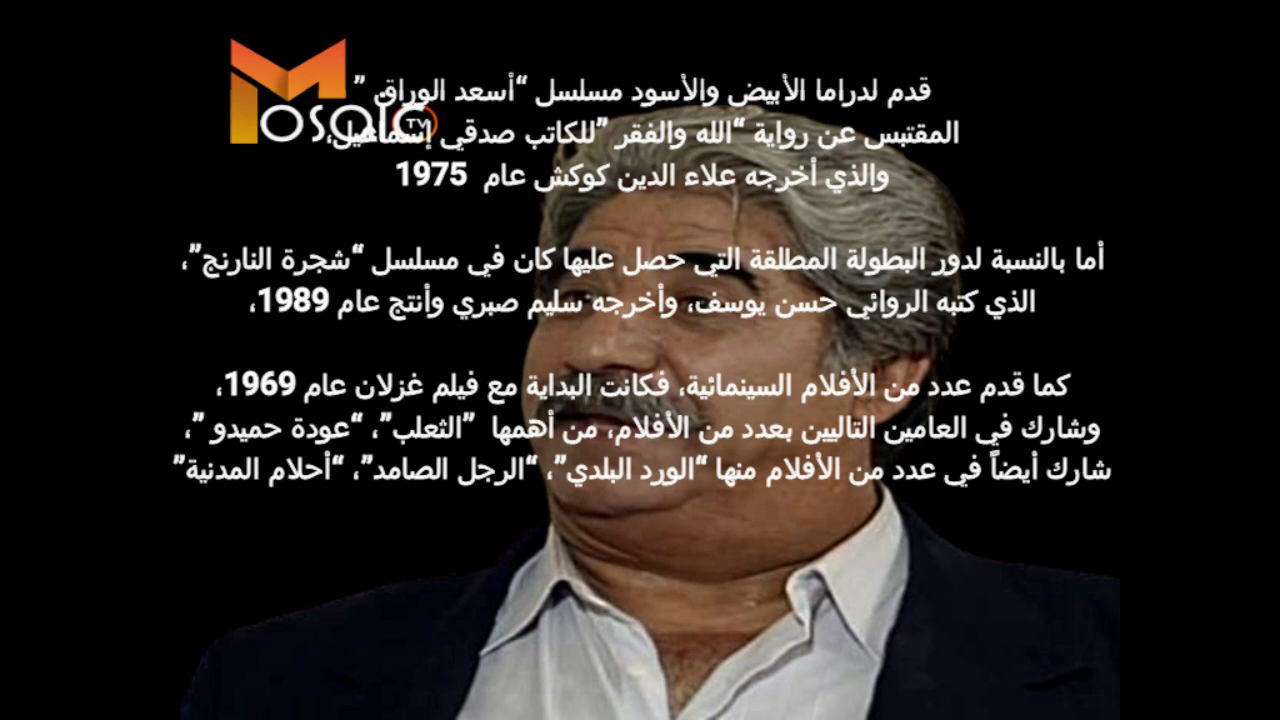 Mosaic TV
قدم لدراما الأبيض والأسود مسلسل “أسعد الوراق ”
المقتبس عن رواية “الله والفقر ”للكاتب صدقي إسماعيل،
والذي أخرجه علاء الدين كوكش عام 1975
أما بالنسبة لدور البطولة المطلقة التي حصل عليها كان في مسلسل “شجرة النارنج”،
الذي كتبه الروائي حسن يوسف، وأخرجه سليم صبري وأنتج عام 1989،
كما قدم عدد من الأفلام السينمائية، فكانت البداية مع فيلم غزلان عام 1969،
وشارك في العامين التاليين بعدد من الأفلام، من أهمها ”الثعلب”، “عودة حميدو ”،
شارك أيضاً في عدد من الأفلام منها “الورد البلدي”، “الرجل الصامد”، “أحلام المدنية”